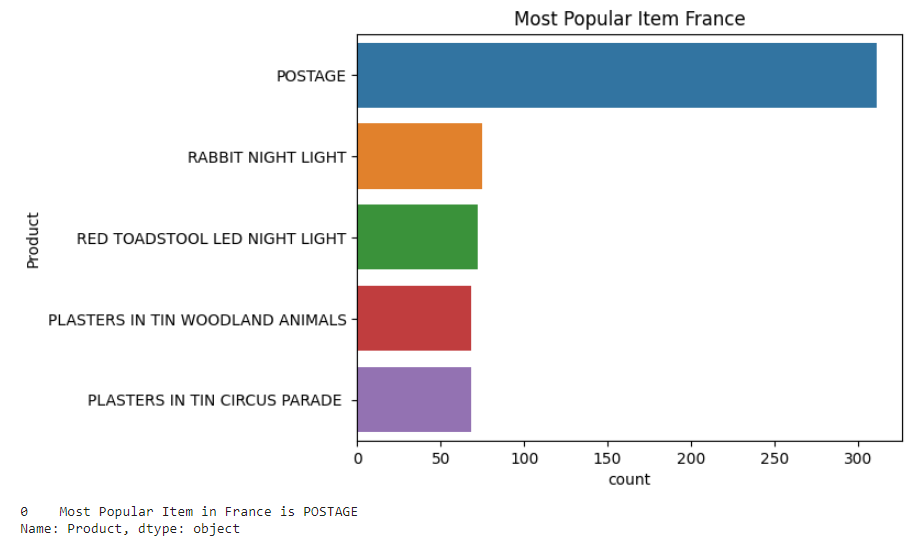 Most Popular Item France
POSTAGE
RABBIT NIGHT LIGHT
RED TOADSTOOL LED NIGHT LIGHT
PLASTERS IN TIN WOODLAND ANIMALS
PLASTERS IN TIN CIRCUS PARADE
Product
0 50 100 150 200 250 300
count
0    Most Popular Item in France is POSTAGE
Name: Product, dtype: object